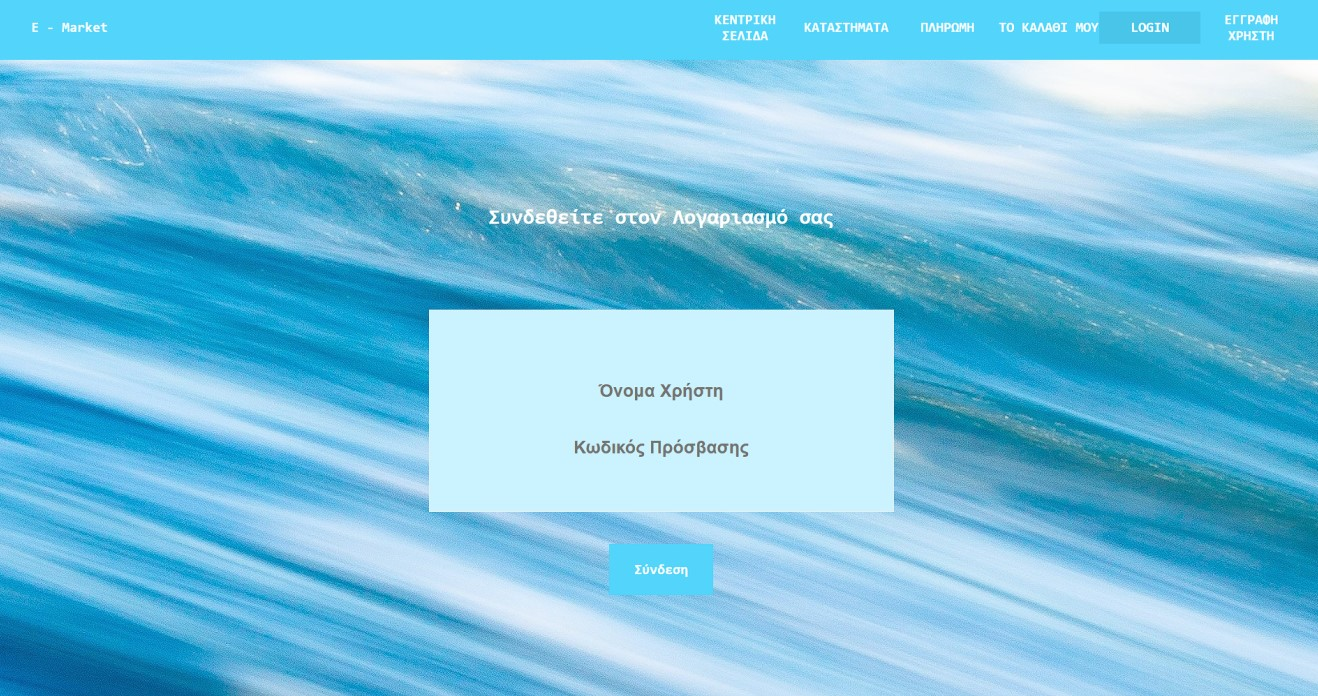 E - Market
ΚΕΝΤΡΙΚΗ
ΣΕΛΙΔΑ
ΚΑΤΑΣΤΗΜΑΤΑ
ΠΛΗΡΩΜΗ
ΤΟ ΚΑΛΑΘΙ ΜΟΥ
LOGIN
ΕΓΓΡΑΦΗ
ΧΡΗΣΤΗ
Συνδεθείτε στον Λογαριασμό σας
Όνομα Χρήστη
Κωδικός Πρόσβασης
Σύνδεση